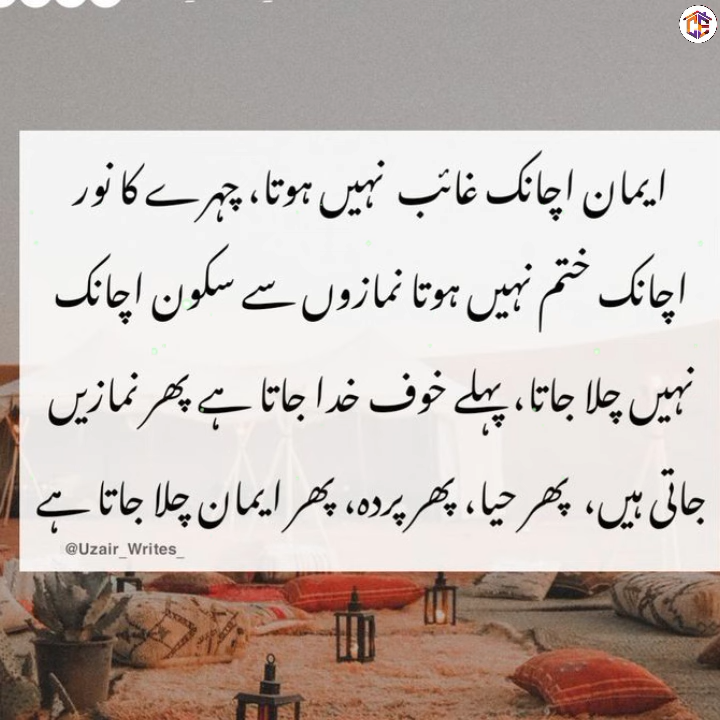 ایمان اچانک غائب نہیں ہوتا، چہرے کا نور
اچانک ختم نہیں ہوتا نمازوں سے سکون اچانک
نہیں چلا جاتا، پہلے خوف خدا جاتا ہے پھر نمازیں
جاتی ہیں، پھر حیا، پھر پردہ، پھر ایمان چلا جاتا ہے
@Uzair_Writes_